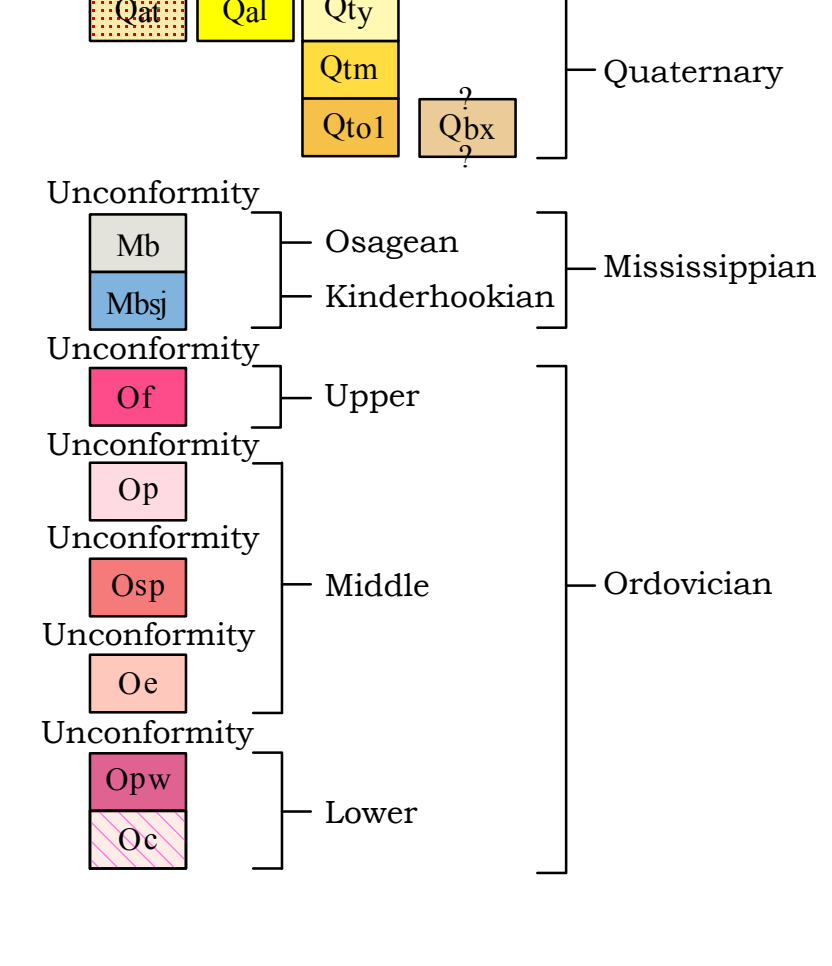 Qat Qal Qty
Qtm
Quaternary
?
Qto1 Qbx
?
Unconformity
Mb Osagean
Mississippian
Mbsj Kinderhookian
Unconformity
Of Upper
Unconformity
Op
Unconformity
Osp Middle Ordovician
Unconformity
Oe
Unconformity
Opw
Lower
Oc